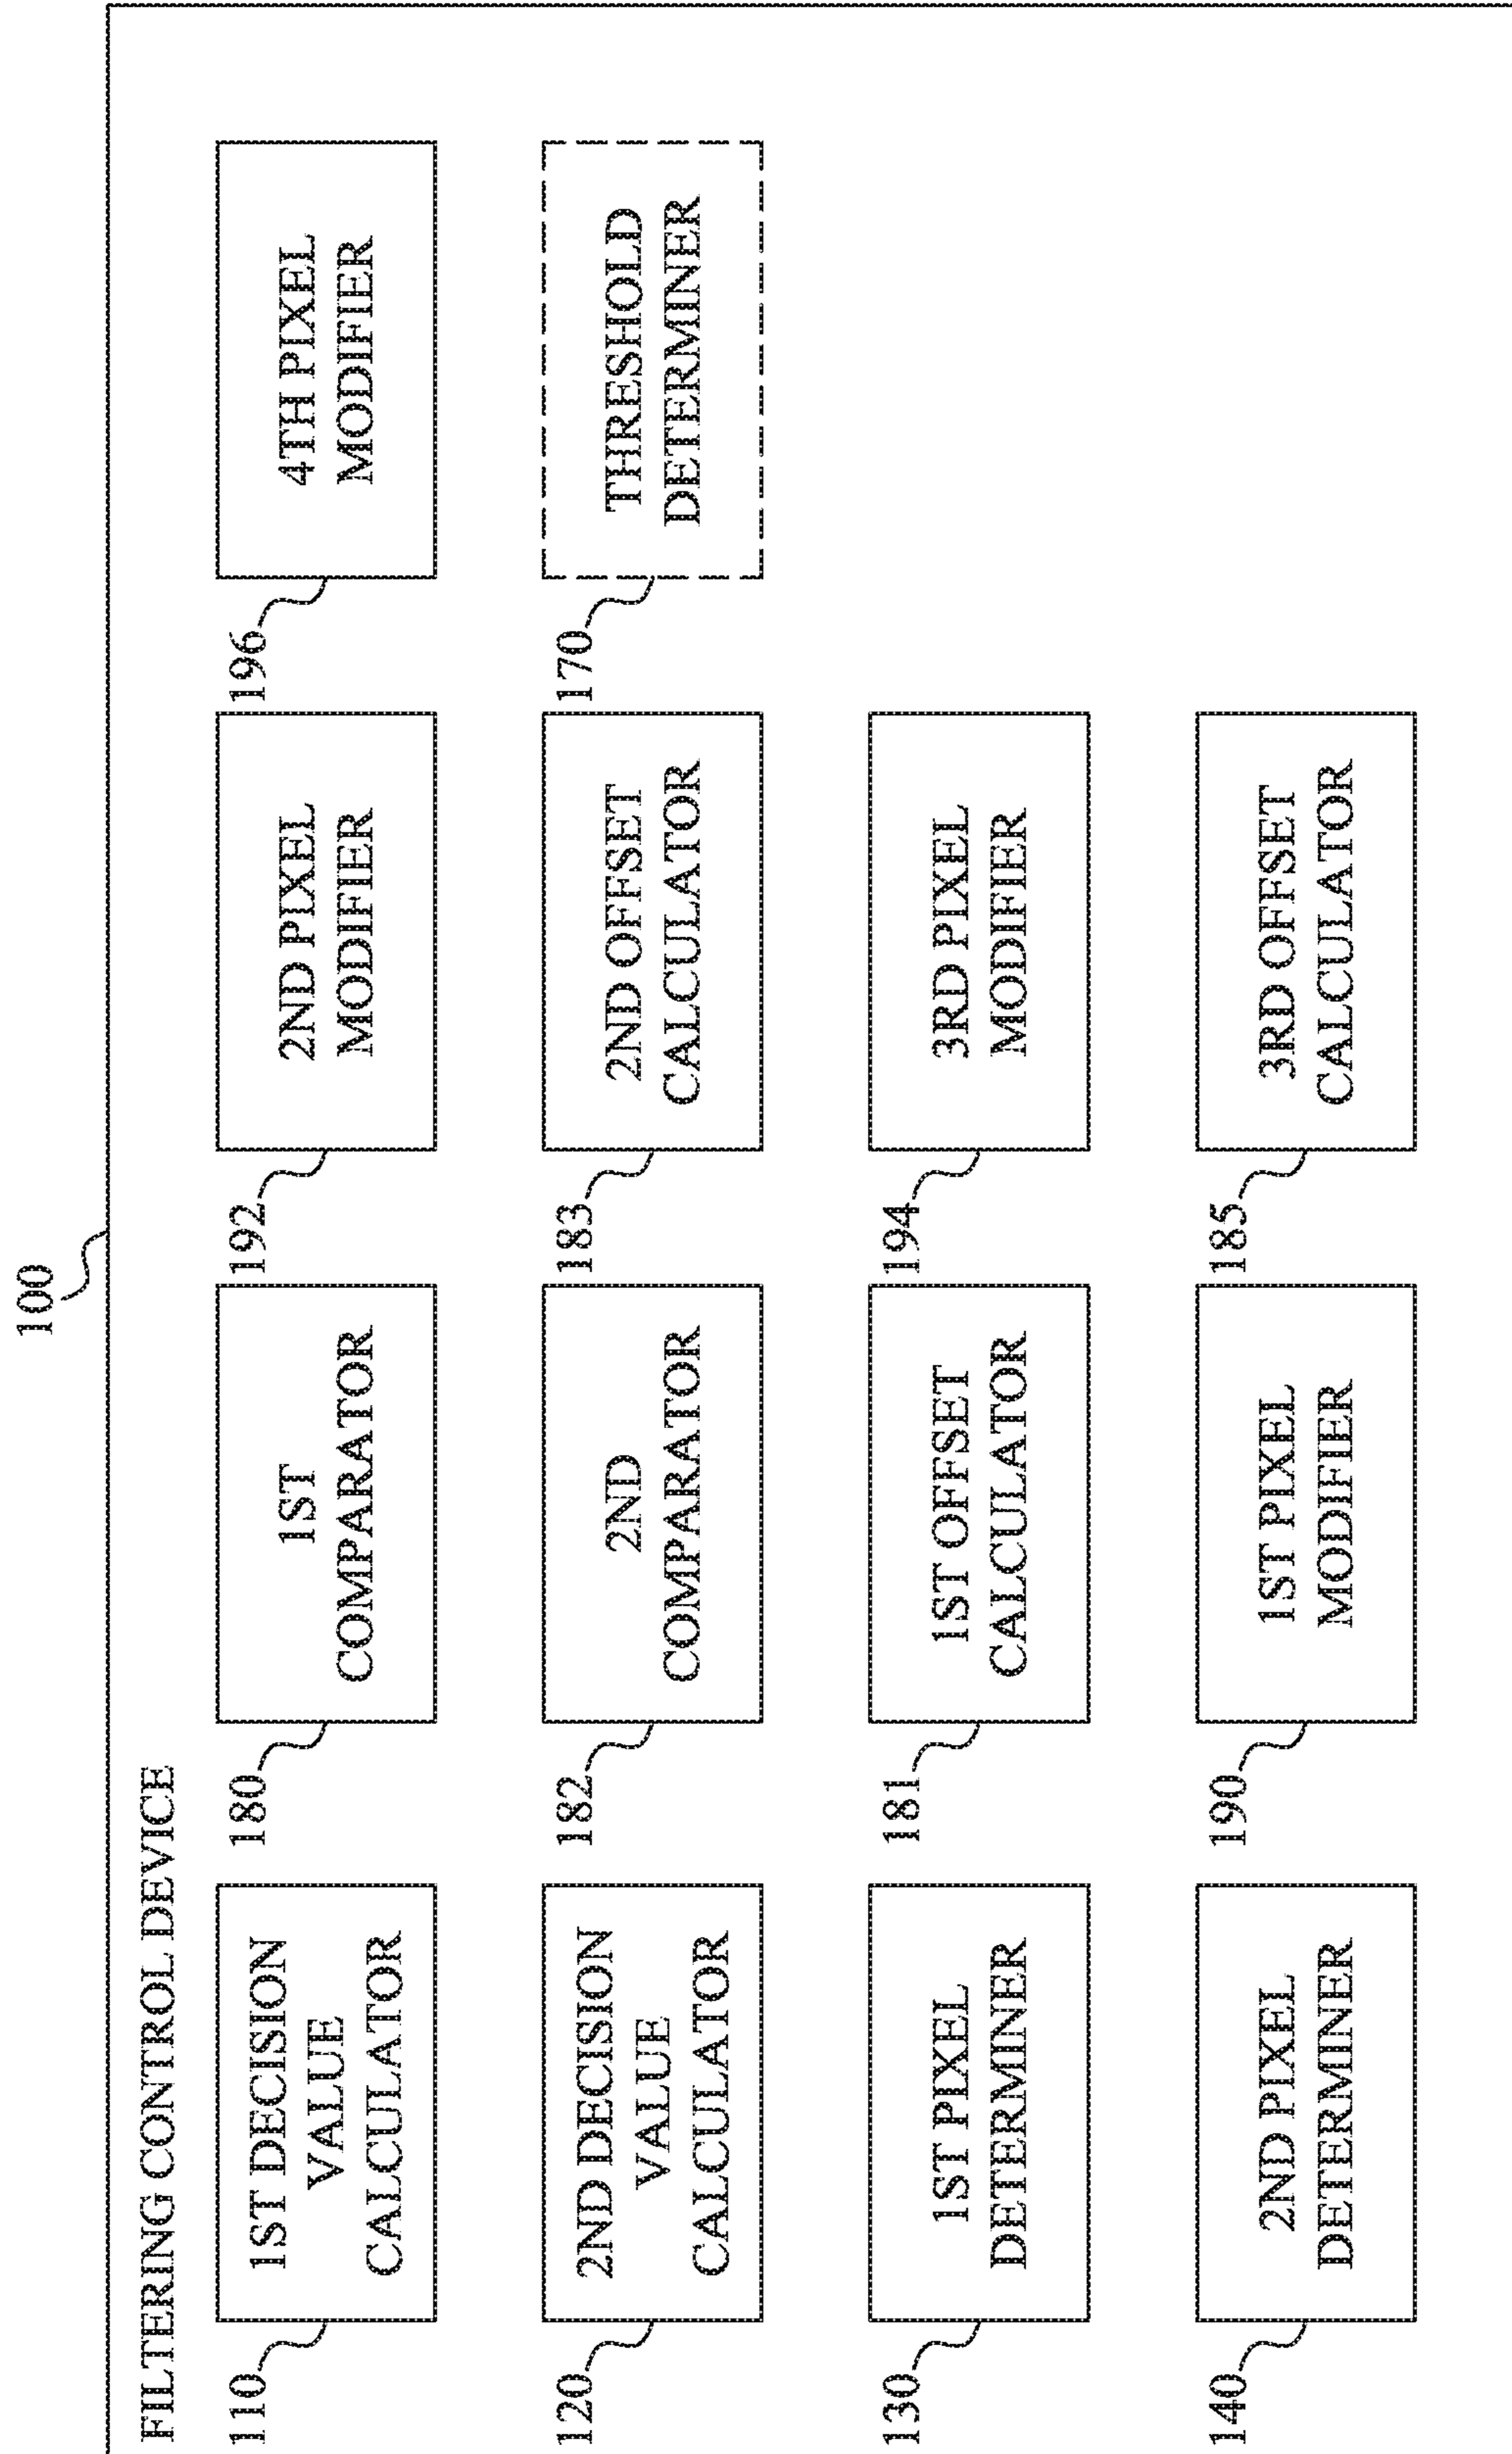 100
FILTERING CONTROL DEVICE
110
1ST DECISION
VALUE
CALCULATOR
180
1ST
COMPARATOR
192
2ND PIXEL
MODIFIER
196
4TH PIXEL
MODIFIER
120
2ND DECISION
VALUE
CALCULATOR
182
2ND
COMPARATOR
183
2ND OFFSET
CALCULATOR
170
THRESHOLD
DETERMINER
130
1ST PIXEL
DETERMINER
181
1ST OFFSET
CALCULATOR
194
3RD PIXEL
MODIFIER
140
2ND PIXEL
DETERMINER
190
1ST PIXEL
MODIFIER
185
3RD OFFSET
CALCULATOR